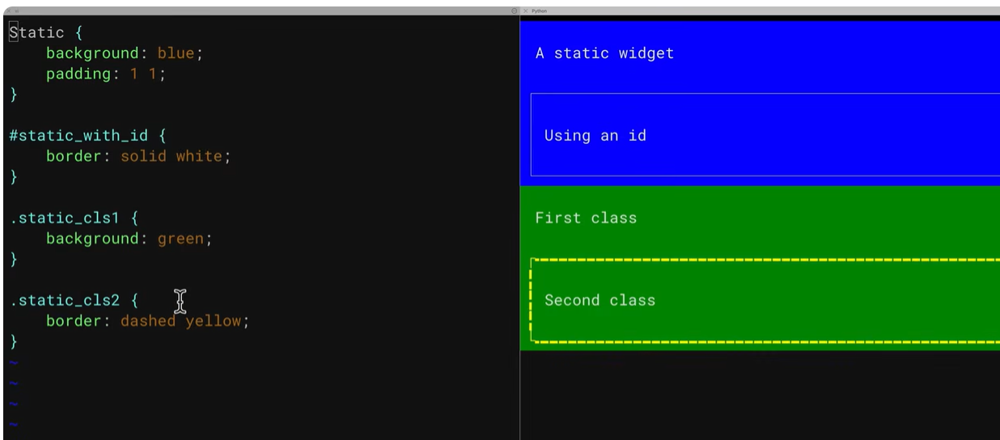 Python
Static {
    background: blue;
    padding: 1 1;
}
#static_with_id {
    border: solid white;
}
.static_cls1 {
    background: green;
}
.static_cls2 {
    border: dashed yellow;
}
~
~
~
~
A static widget
Using an id
First class
Second class